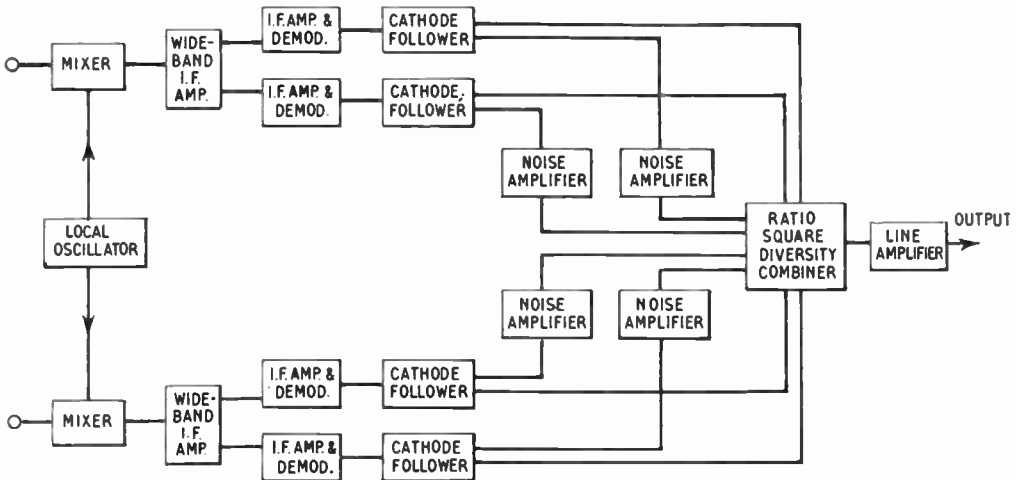 MIXER
WIDE-
BAND
I.F.
AMP.
I.F. AMP. &
DEMOD.
CATHODE
FOLLOWER
I.F. AMP. &
DEMOD.
CATHODE
FOLLOWER
NOISE
AMPLIFIER
NOISE
AMPLIFIER
LOCAL
OSCILLATOR
RATIO
SQUARE
DIVERSITY
COMBINER
LINE
AMPLIFIER
OUTPUT
NOISE
AMPLIFIER
NOISE
AMPLIFIER
MIXER
WIDE-
BAND
I.F.
AMP.
I.F. AMP. &
DEMOD.
CATHODE
FOLLOWER
I.F. AMP. &
DEMOD.
CATHODE
FOLLOWER